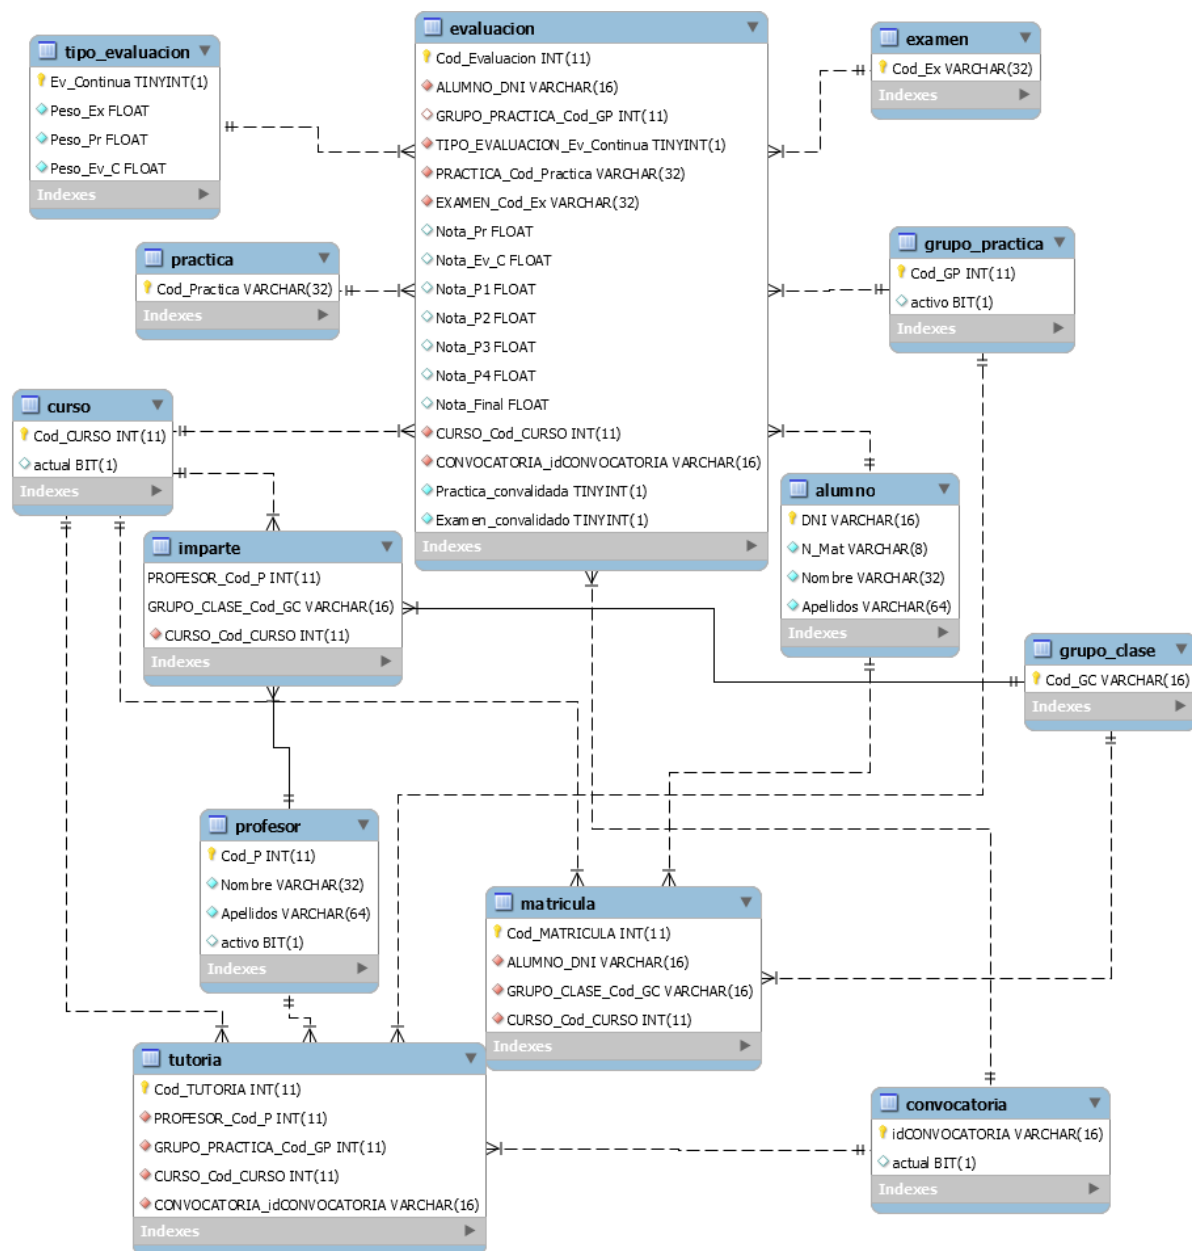 tipo_evaluacion
Ev_Continua TINYINT(1)
Peso_Ex FLOAT
Peso_Pr FLOAT
Peso_Ev_C FLOAT
Indexes
evaluacion
Cod_Evaluacion INT(11)
ALUMNO_DNI VARCHAR(16)
GRUPO_PRACTICA_Cod_GP INT(11)
TIPO_EVALUACION_Ev_Continua TINYINT(1)
PRACTICA_Cod_Practica VARCHAR(32)
EXAMEN_Cod_Ex VARCHAR(32)
Nota_Pr FLOAT
Nota_Ev_C FLOAT
Nota_P1 FLOAT
Nota_P2 FLOAT
Nota_P3 FLOAT
Nota_P4 FLOAT
Nota_Final FLOAT
CURSO_Cod_CURSO INT(11)
CONVOCATORIA_idCONVOCATORIA VARCHAR(16)
Practica_convalidada TINYINT(1)
Examen_convalidado TINYINT(1)
Indexes
examen
Cod_Ex VARCHAR(32)
Indexes
practica
Cod_Practica VARCHAR(32)
Indexes
grupo_practica
Cod_GP INT(11)
activo BIT(1)
Indexes
curso
Cod_CURSO INT(11)
actual BIT(1)
Indexes
imparte
PROFESOR_Cod_P INT(11)
GRUPO_CLASE_Cod_GC VARCHAR(16)
CURSO_Cod_CURSO INT(11)
Indexes
alumno
DNI VARCHAR(16)
N_Mat VARCHAR(8)
Nombre VARCHAR(32)
Apellidos VARCHAR(64)
Indexes
grupo_clase
Cod_GC VARCHAR(16)
Indexes
profesor
Cod_P INT(11)
Nombre VARCHAR(32)
Apellidos VARCHAR(64)
activo BIT(1)
Indexes
matricula
Cod_MATRICULA INT(11)
ALUMNO_DNI VARCHAR(16)
GRUPO_CLASE_Cod_GC VARCHAR(16)
CURSO_Cod_CURSO INT(11)
Indexes
tutoria
Cod_TUTORIA INT(11)
PROFESOR_Cod_P INT(11)
GRUPO_PRACTICA_Cod_GP INT(11)
CURSO_Cod_CURSO INT(11)
CONVOCATORIA_idCONVOCATORIA VARCHAR(16)
Indexes
convocatoria
idCONVOCATORIA VARCHAR(16)
actual BIT(1)
Indexes